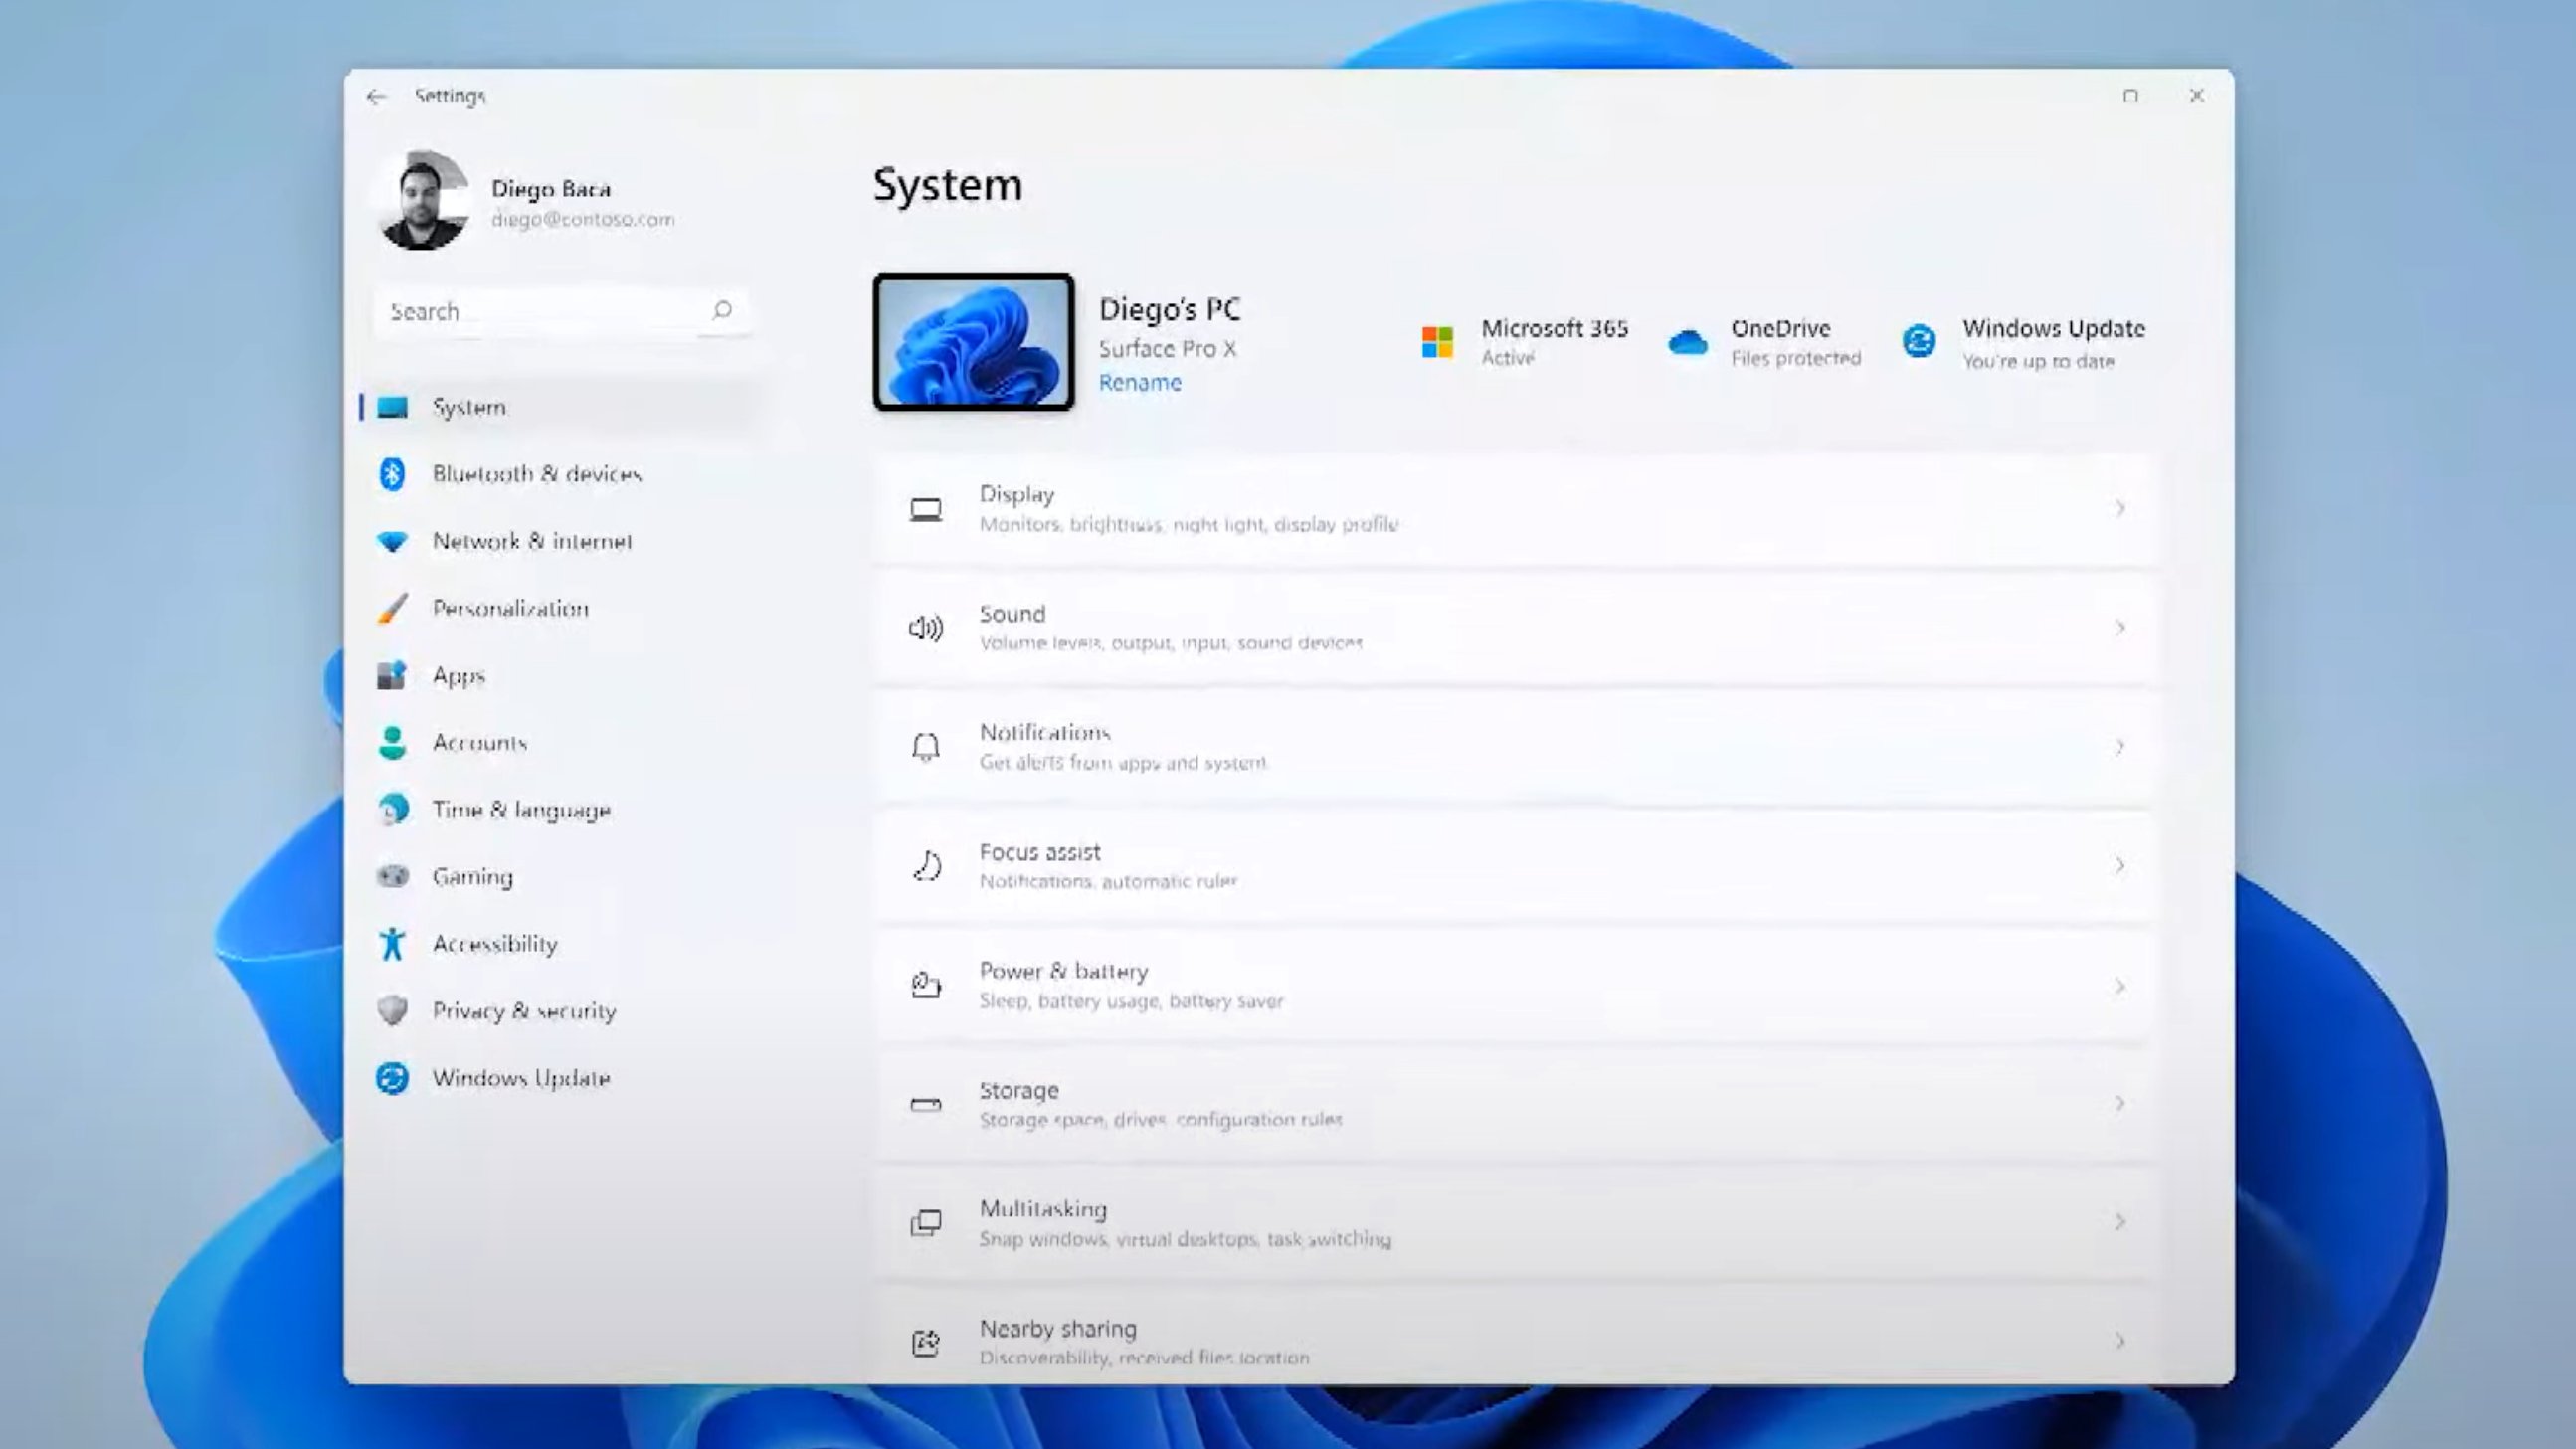 Settings
Diego Baca
diego@contoso.com
Search
System
Bluetooth & devices
Network & internet
Personalization
Apps
Accounts
Time & language
Gaming
Accessibility
Privacy & security
Windows Update
System
Diego's PC
Surface Pro X
Rename
Microsoft 365
Active
OneDrive
Files protected
Windows Update
You're up to date
Display
Monitors, brightness, night light, display profile
Sound
Volume levels, output, input, sound devices
Notifications
Get alerts from apps and system
Focus assist
Notifications, automatic rules
Power & battery
Sleep, battery usage, battery saver
Storage
Storage space, drives, configuration rules
Multitasking
Snap windows, virtual desktops, task switching
Nearby sharing
Discoverability, received files location